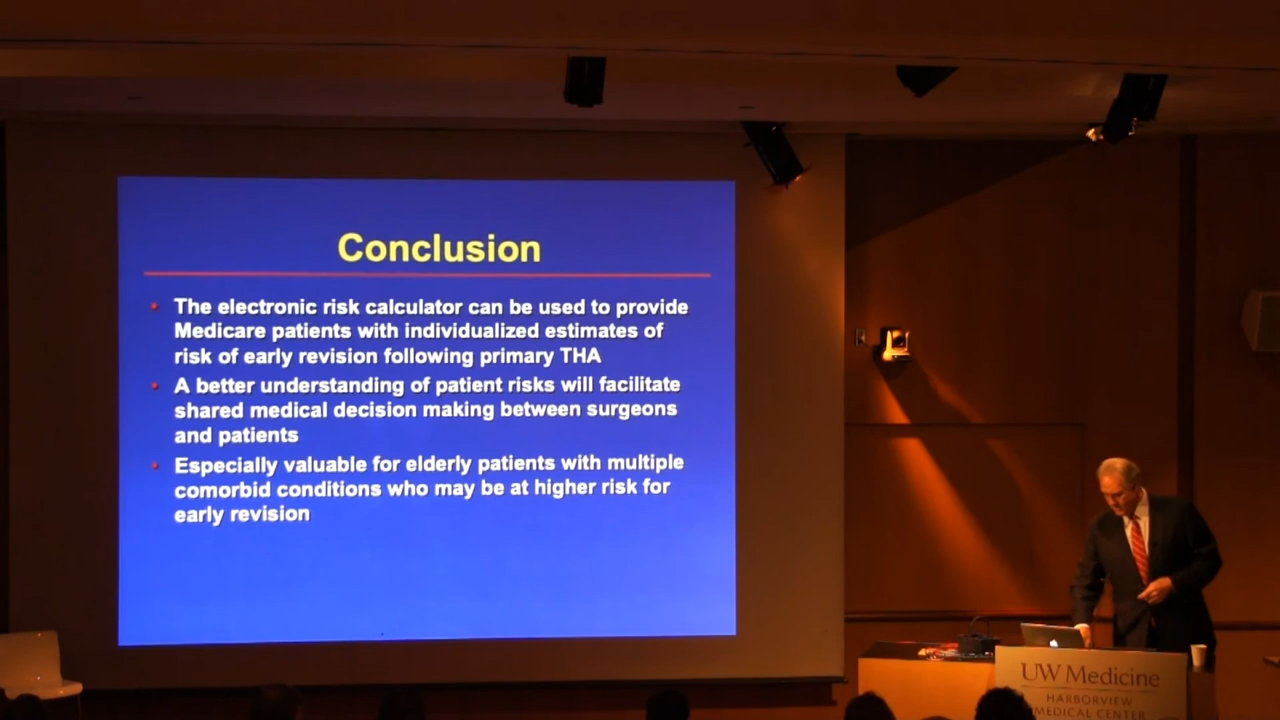 Conclusion
The electronic risk calculator can be used to provide
Medicare patients with individualized estimates of
risk of early revision following primary THA
A better understanding of patient risks will facilitate
shared medical decision making between surgeons
and patients
Especially valuable for elderly patients with multiple
comorbid conditions who may be at higher risk for
early revision
UW Medicine
HARBORVIEW
MEDICAL CENTER